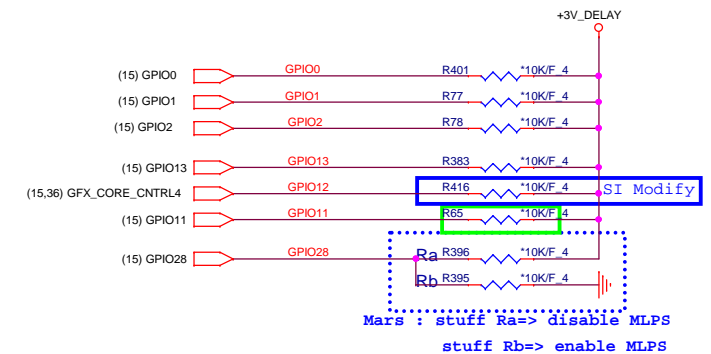 +3V_DELAY
(15) GPIO0 GPIO0 R401 *10K/F_4
(15) GPIO1 GPIO1 R77 *10K/F_4
(15) GPIO2 GPIO2 R78 *10K/F_4
(15) GPIO13 GPIO13 R383 *10K/F_4
(15,36) GFX_CORE_CNTRL4 GPIO12 R416 *10K/F_4 SI Modify
(15) GPIO11 GPIO11 R65 *10K/F_4
(15) GPIO28 GPIO28 Ra R396 *10K/F_4
Rb R395 *10K/F_4
Mars : stuff Ra=> disable MLPS
stuff Rb=> enable MLPS